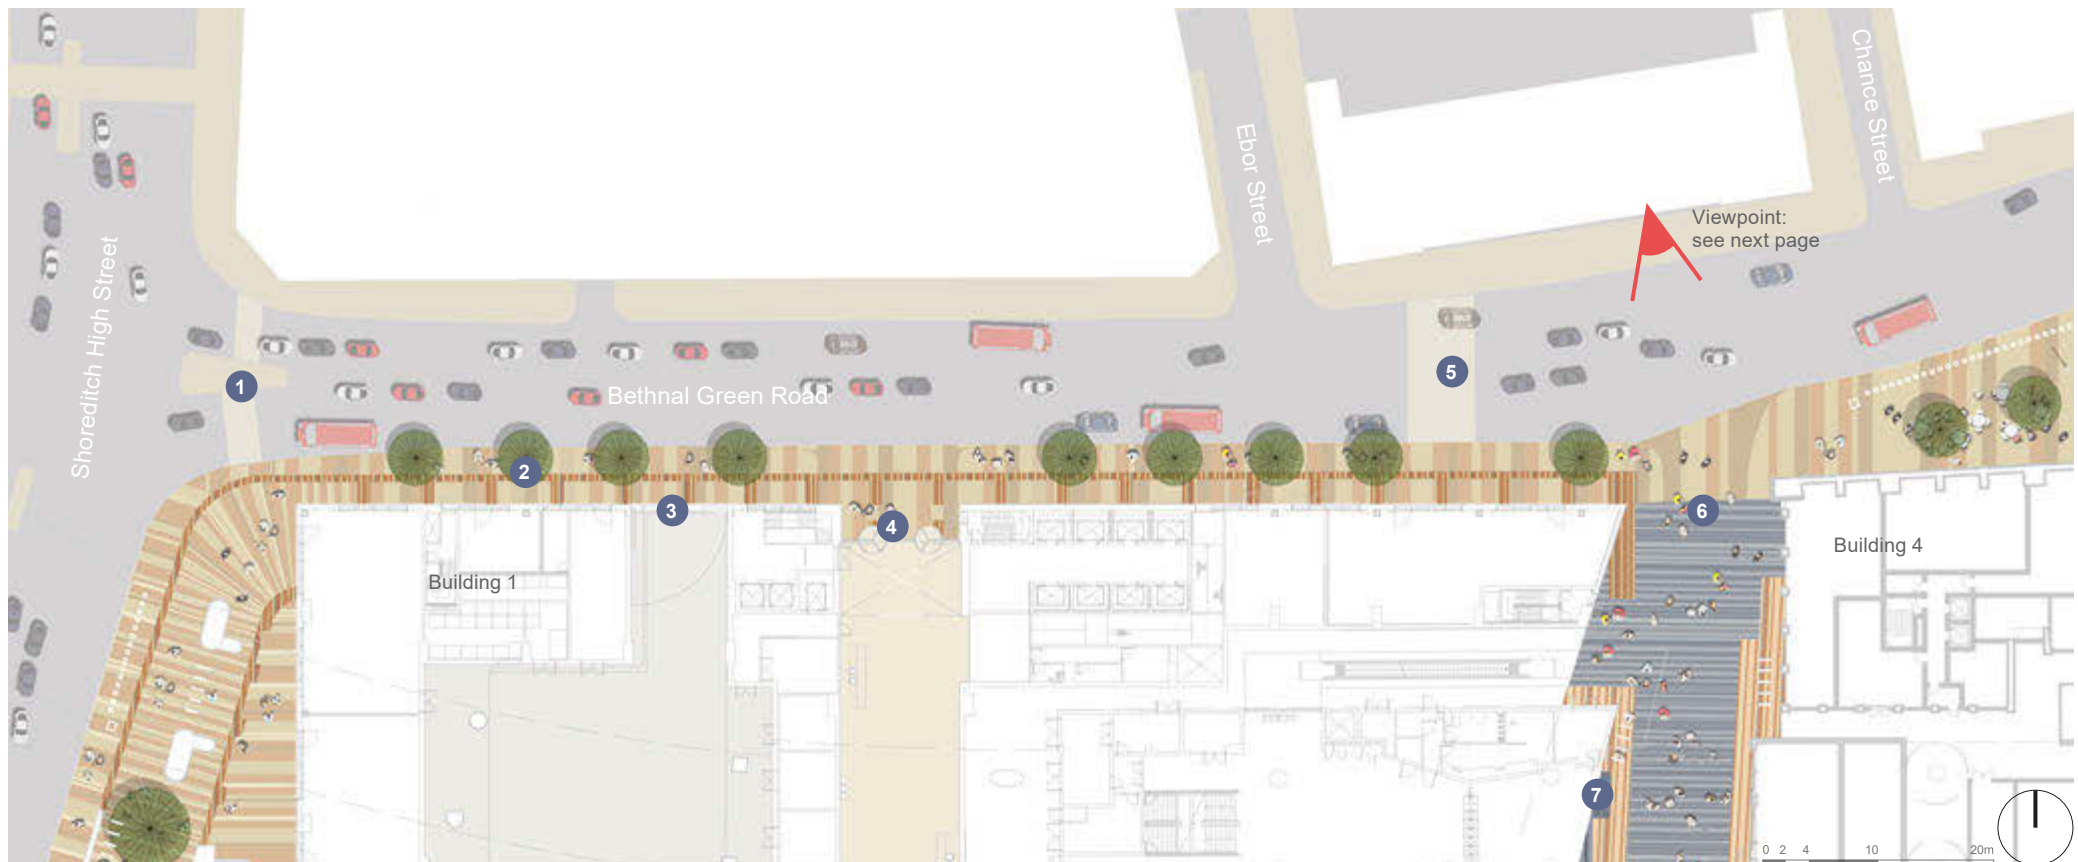 Chance Street
Ebor Street
Viewpoint:
see next page
Shoreditch High Street
1
5
Bethnal Green Road
2
3
4
6
Building 4
Building 1
7
0 2 4 10 20m